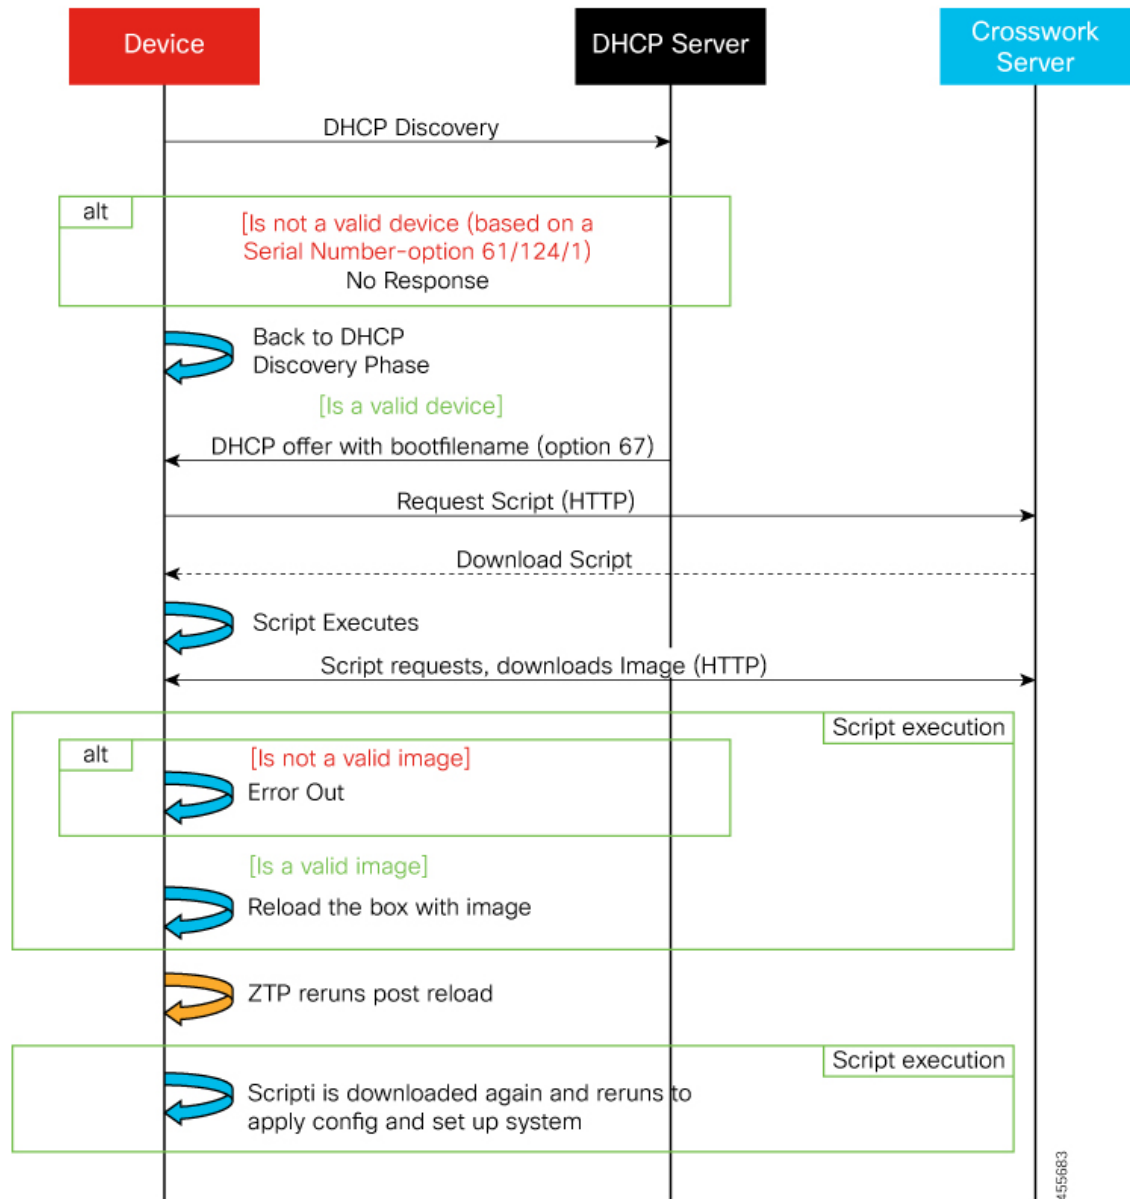 Device
DHCP Server
Crosswork
Server
DHCP Discovery
alt
[Is not a valid device (based on a
Serial Number-option 61/124/1)
No Response
Back to DHCP
Discovery Phase
[Is a valid device]
DHCP offer with bootfilename (option 67)
Request Script (HTTP)
Download Script
Script Executes
Script requests, downloads Image (HTTP)
Script execution
alt
[Is not a valid image]
Error Out
[Is a valid image]
Reload the box with image
ZTP reruns post reload
Script execution
Scripti is downloaded again and reruns to
apply config and set up system
455683